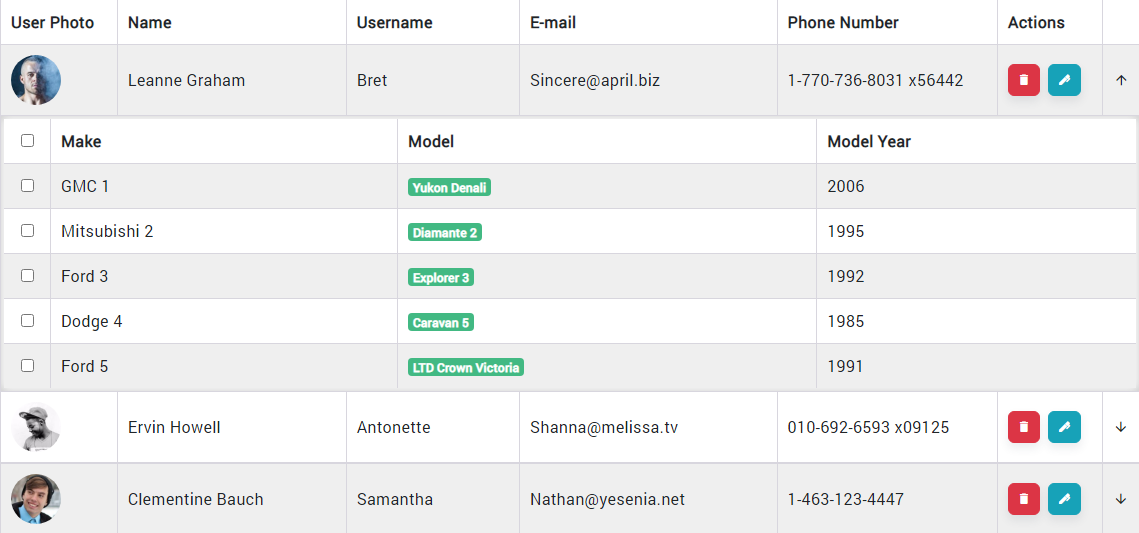 User Photo Name Username E-mail Phone Number Actions
Leanne Graham Bret Sincere@april.biz 1-770-736-8031 x56442
Make Model Model Year
GMC 1 Yukon Denali 2006
Mitsubishi 2 Diamante 2 1995
Ford 3 Explorer 3 1992
Dodge 4 Caravan 5 1985
Ford 5 LTD Crown Victoria 1991
Ervin Howell Antonette Shanna@melissa.tv 010-692-6593 x09125
Clementine Bauch Samantha Nathan@yesenia.net 1-463-123-4447